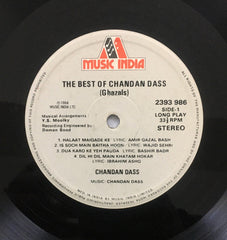 MUSIC INDIA
THE BEST OF CHANDAN DASS
(Ghazals)
2393 986
SIDE-1
LONG PLAY
33⅓ RPM
STEREO
MUSIC INDIA LTD.
Musical Arrangements:
Y.S. Moolky
Recording Engineered by
Daman Sood
1. HALAAT MAIGADE KE LYRIC: AMIR QAZAL BASH
2. IS SOCH MAIN BAITHA HOON LYRIC: WAJID SEHRI
3. DUA KARO KE YEH PAUDA LYRIC: BASHIR BADR
4. DIL HI DIL MAIN KHATAM HOKAR
LYRIC: IBRAHIM ASHQ
CHANDAN DASS
MUSIC: CHANDAN DASS